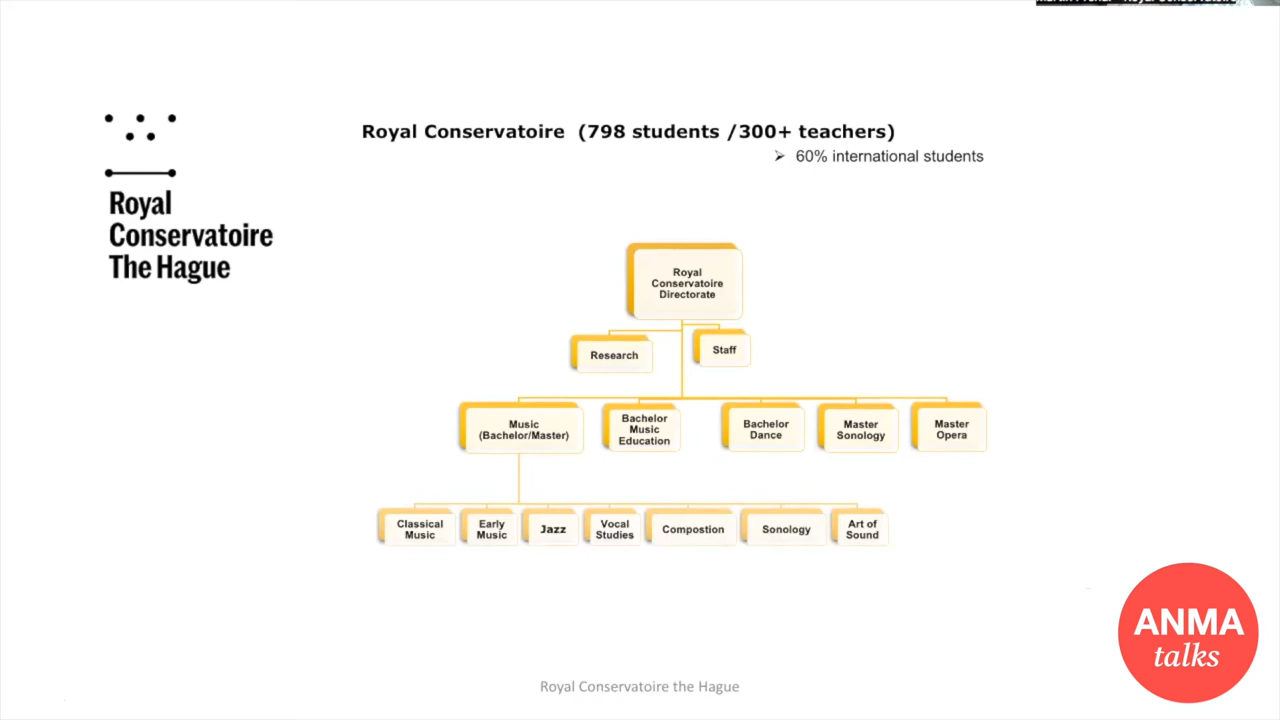 Royal Conservatoire (798 students /300+ teachers)
60% international students
Royal
Conservatoire
The Hague
Royal
Conservatoire
Directorate
Research
Staff
Music
(Bachelor/Master)
Bachelor
Music
Education
Bachelor
Dance
Master
Sonology
Master
Opera
Classical
Music
Early
Music
Jazz
Vocal
Studies
Compostion
Sonology
Art of
Sound
ANMA
talks
Royal Conservatoire the Hague